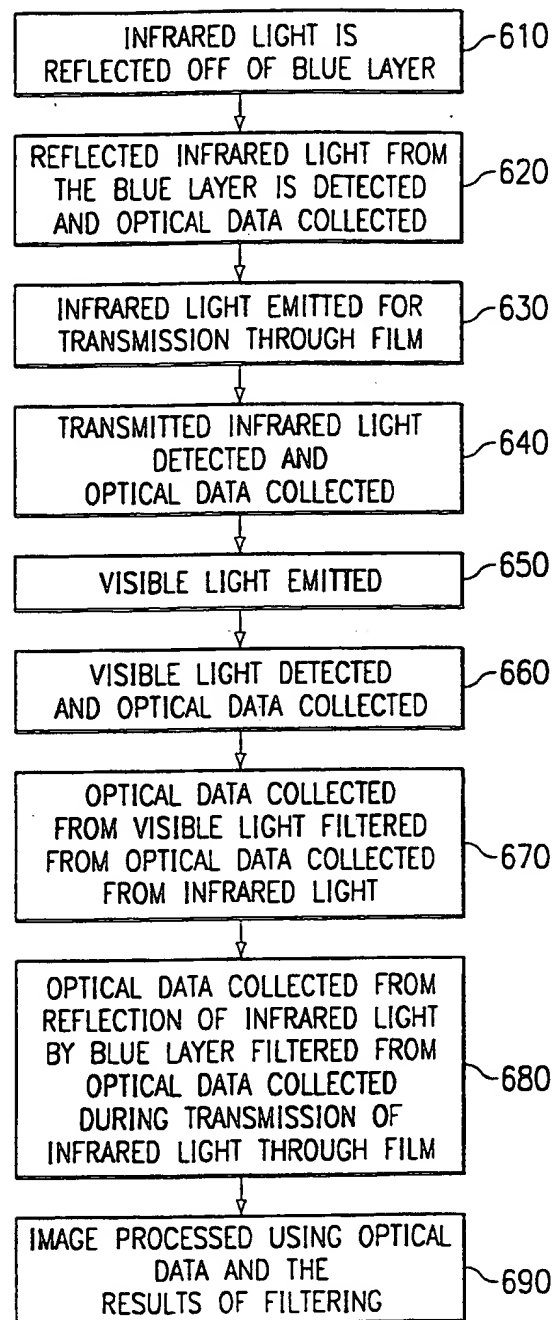 INFRARED LIGHT IS
REFLECTED OFF OF BLUE LAYER
610
REFLECTED INFRARED LIGHT FROM
THE BLUE LAYER IS DETECTED
AND OPTICAL DATA COLLECTED
620
INFRARED LIGHT EMITTED FOR
TRANSMISSION THROUGH FILM
630
TRANSMITTED INFRARED LIGHT
DETECTED AND
OPTICAL DATA COLLECTED
640
VISIBLE LIGHT EMITTED
650
VISIBLE LIGHT DETECTED
AND OPTICAL DATA COLLECTED
660
OPTICAL DATA COLLECTED
FROM VISIBLE LIGHT FILTERED
FROM OPTICAL DATA COLLECTED
FROM INFRARED LIGHT
670
OPTICAL DATA COLLECTED FROM
REFLECTION OF INFRARED LIGHT
BY BLUE LAYER FILTERED FROM
OPTICAL DATA COLLECTED
DURING TRANSMISSION OF
INFRARED LIGHT THROUGH FILM
680
IMAGE PROCESSED USING OPTICAL
DATA AND THE
RESULTS OF FILTERING
690